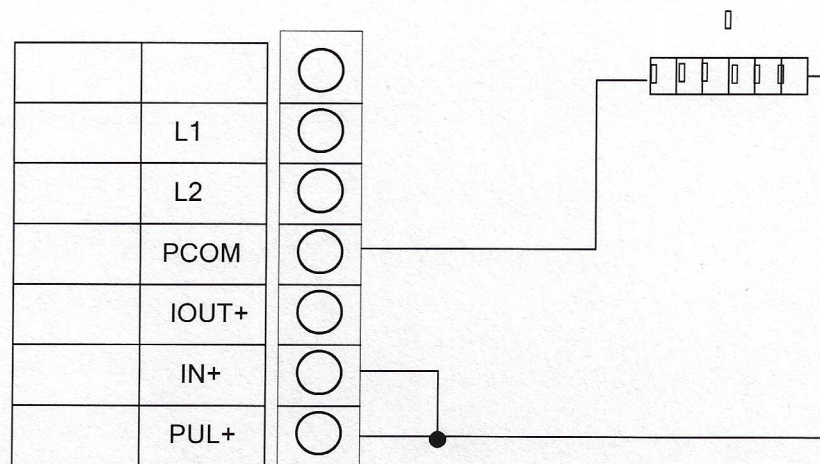 L1
L2
PCOM
IOUT+
IN+
PUL+